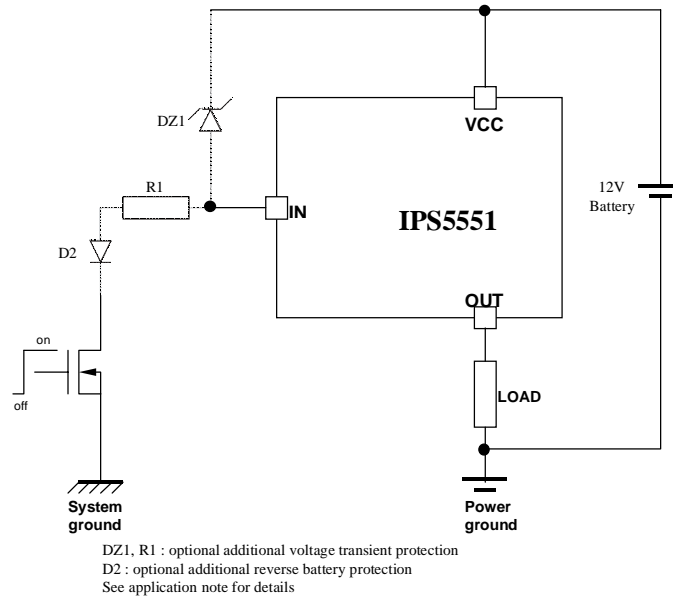 DZ1
VCC
R1
12V
Battery
IN
IPS5551
D2
OUT
on
off
LOAD
System
ground
Power
ground
DZ1, R1 : optional additional voltage transient protection
D2 : optional additional reverse battery protection
See application note for details